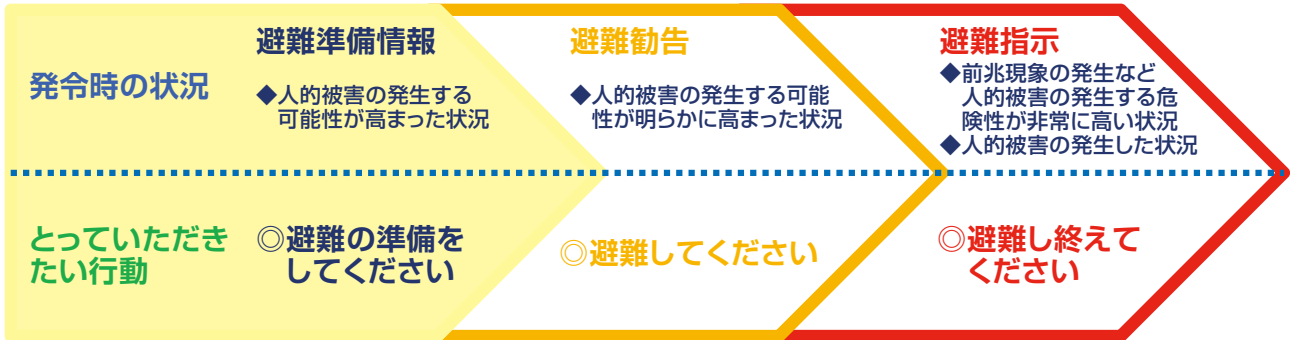 発令時の状況
避難準備情報
◆人的被害の発生する
可能性が高まった状況
避難勧告
◆人的被害の発生する可能
性が明らかに高まった状況
避難指示
◆前兆現象の発生など
人的被害の発生する危
険性が非常に高い状況
◆人的被害の発生した状況
とっていただき
たい行動
◎避難の準備を
してください
◎避難してください
◎避難し終えて
ください